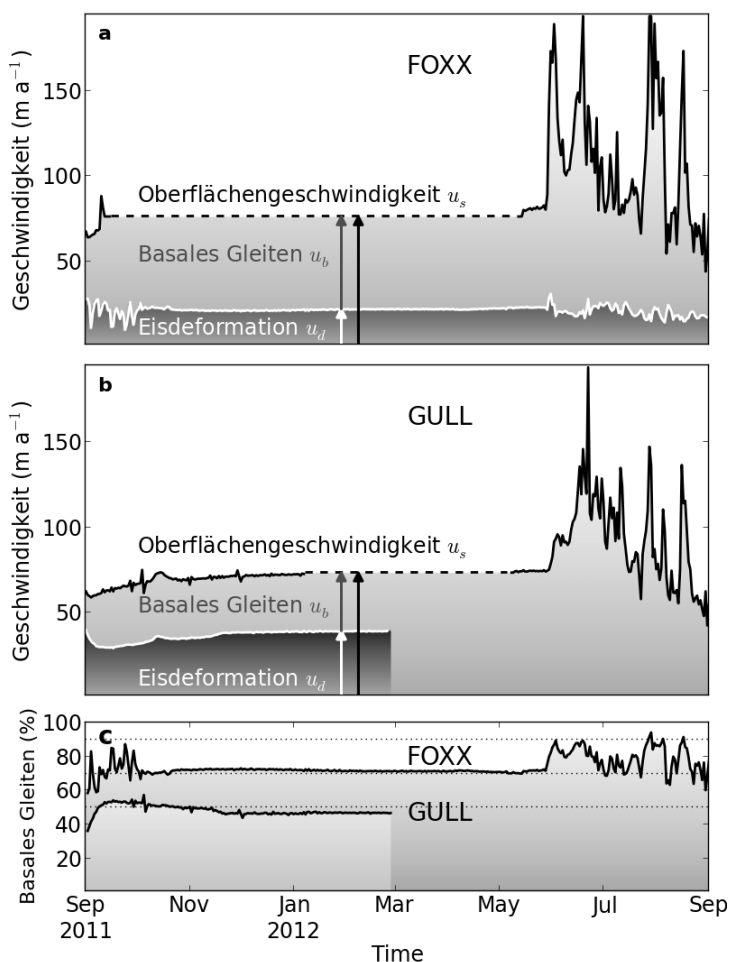 a
FOXX
Geschwindigkeit (m a⁻¹)
150
100
50
Oberflächengeschwindigkeit uₛ
Basales Gleiten u_b
Eisdeformation u_d
b
GULL
Geschwindigkeit (m a⁻¹)
150
100
50
Oberflächengeschwindigkeit uₛ
Basales Gleiten u_b
Eisdeformation u_d
c
Basales Gleiten (%)
100
80
60
40
20
FOXX
GULL
Sep Nov Jan Mar May Jul Sep
2011 2012
Time